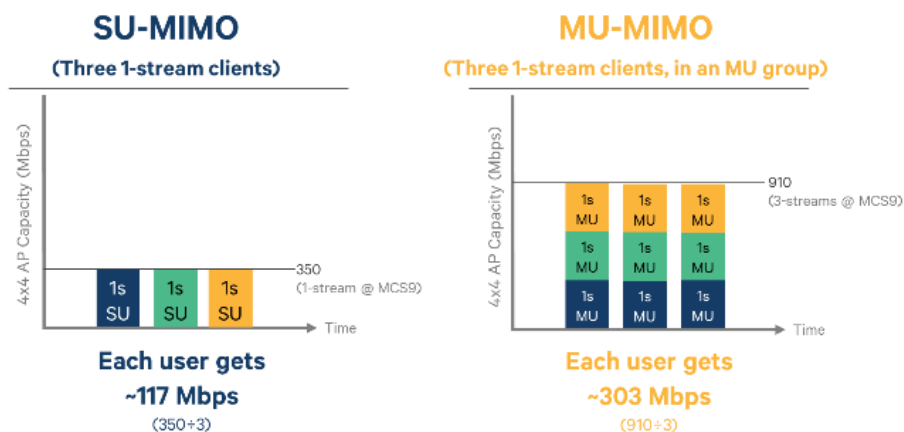 SU-MIMO
(Three 1-stream clients)
4x4 AP Capacity (Mbps)
350
(1-stream @ MCS9)
1s
SU
1s
SU
1s
SU
Time
Each user gets
~117 Mbps
(350÷3)
MU-MIMO
(Three 1-stream clients, in an MU group)
4x4 AP Capacity (Mbps)
910
(3-streams @ MCS9)
1s
MU
1s
MU
1s
MU
1s
MU
1s
MU
1s
MU
1s
MU
1s
MU
1s
MU
Time
Each user gets
~303 Mbps
(910÷3)